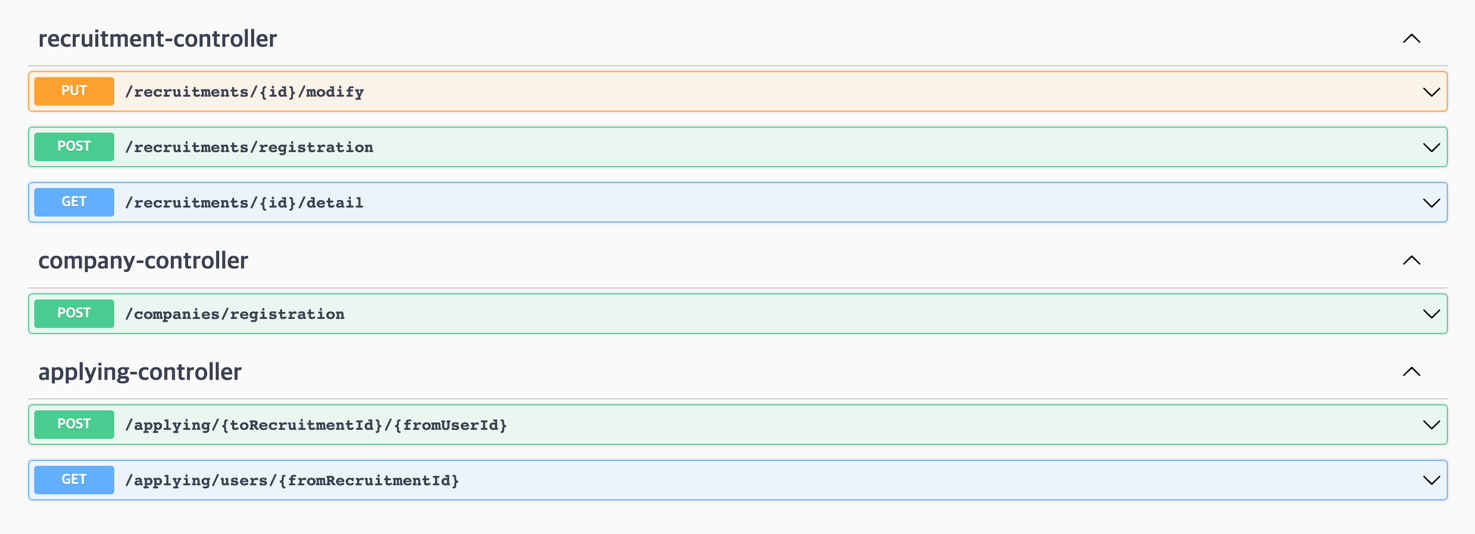 recruitment-controller
PUT /recruitments/{id}/modify
POST /recruitments/registration
GET /recruitments/{id}/detail
company-controller
POST /companies/registration
applying-controller
POST /applying/{toRecruitmentId}/{fromUserId}
GET /applying/users/{fromRecruitmentId}